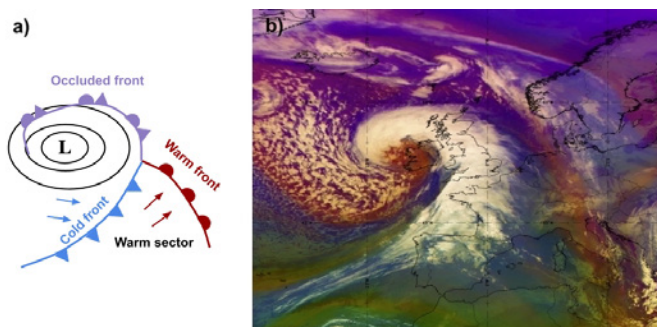 a)
b)
Occluded front
L
Warm front
Cold front
Warm sector